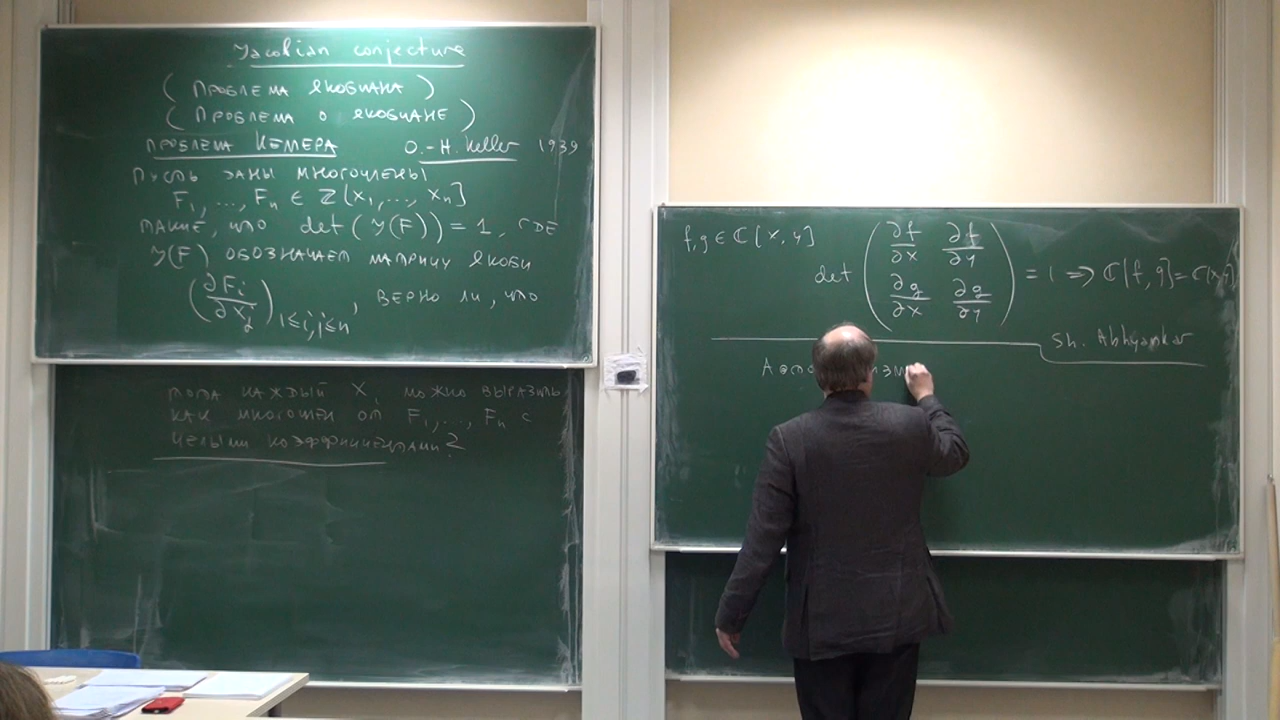 Jacobian conjecture
(ПРОБЛЕМА ЯКОБИАНА)
(ПРОБЛЕМА О ЯКОБИАНЕ)
ПРОБЛЕМА КЕЛЛЕРА O.-H. Keller 1939
ПУСТЬ ДАНЫ МНОГОЧЛЕНЫ
F₁, ..., Fₙ ∈ ℤ[x₁, ..., xₙ]
ТАКИЕ, ЧТО det(J(F)) = 1, ГДЕ
J(F) ОБОЗНАЧАЕТ МАТРИЦУ ЯКОБИ
(∂Fᵢ/∂xⱼ)1≤i,j≤n, ВЕРНО ЛИ, ЧТО
ТОГДА КАЖДЫЙ Xᵢ МОЖНО ВЫРАЗИТЬ
КАК МНОГОЧЛЕН ОТ F₁, ..., Fₙ С
ЦЕЛЫМИ КОЭФФИЦИЕНТАМИ?
f, g ∈ ℂ[x, y]
det (∂f/∂x ∂f/∂y ∂g/∂x ∂g/∂y) = 1 ⇒ ℂ[f, g] = ℂ[x, y]
Sh. Abhyankar